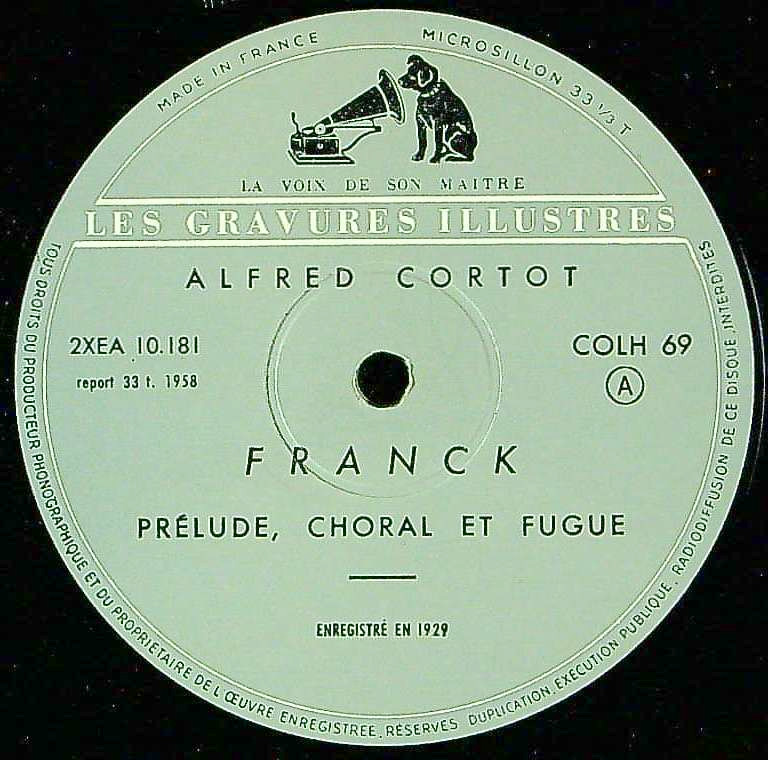 MADE IN FRANCE
MICROSILLON 33 1/3 T
LA VOIX DE SON MAITRE
LES GRAVURES ILLUSTRES
ALFRED CORTOT
2XEA 10.181
COLH 69
report 33 t. 1958
A
FRANCK
PRÉLUDE, CHORAL ET FUGUE
ENREGISTRÉ EN 1929
TOUS DROITS DU PRODUCTEUR PHONOGRAPHIQUE ET DU PROPRIETAIRE DE L'ŒUVRE ENREGISTREE, RÉSERVES DUPLICATION, EXECUTION PUBLIQUE, RADIODIFFUSION DE CE DISQUE INTERDITES